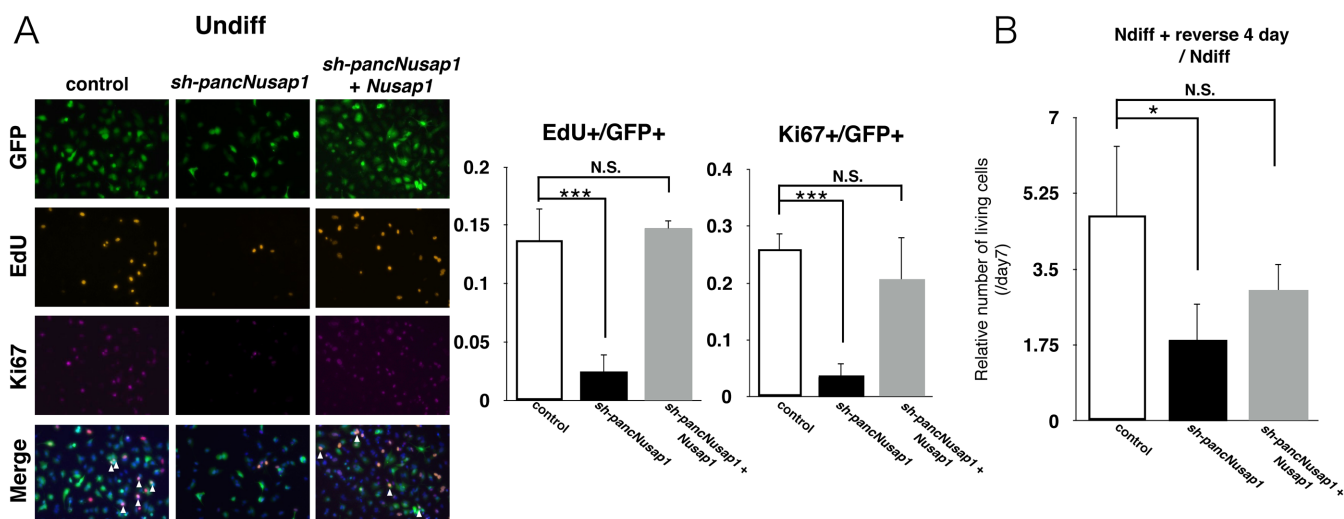 A
Undiff
control
sh-pancNusap1
sh-pancNusap1
+ Nusap1
GFP
EdU
Ki67
Merge
EdU+/GFP+
N.S.
***
0.2
0.15
0.1
0.05
0
control
sh-pancNusap1
sh-pancNusap1 +
Nusap1
Ki67+/GFP+
N.S.
***
0.4
0.3
0.2
0.1
0
control
sh-pancNusap1
sh-pancNusap1 +
Nusap1
B
Ndiff + reverse 4 day
/ Ndiff
N.S.
*
Relative number of living cells
(/day7)
7
5.25
3.5
1.75
0
control
sh-pancNusap1
sh-pancNusap1 +
Nusap1